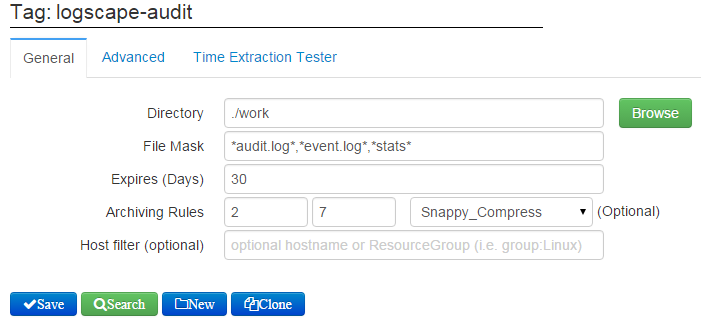 Tag: logscape-audit
General Advanced Time Extraction Tester
Directory ./work Browse
File Mask *audit.log*,*event.log*,*stats*
Expires (Days) 30
Archiving Rules 2 7 Snappy_Compress (Optional)
Host filter (optional) optional hostname or ResourceGroup (i.e. group:Linux)
Save Search New Clone